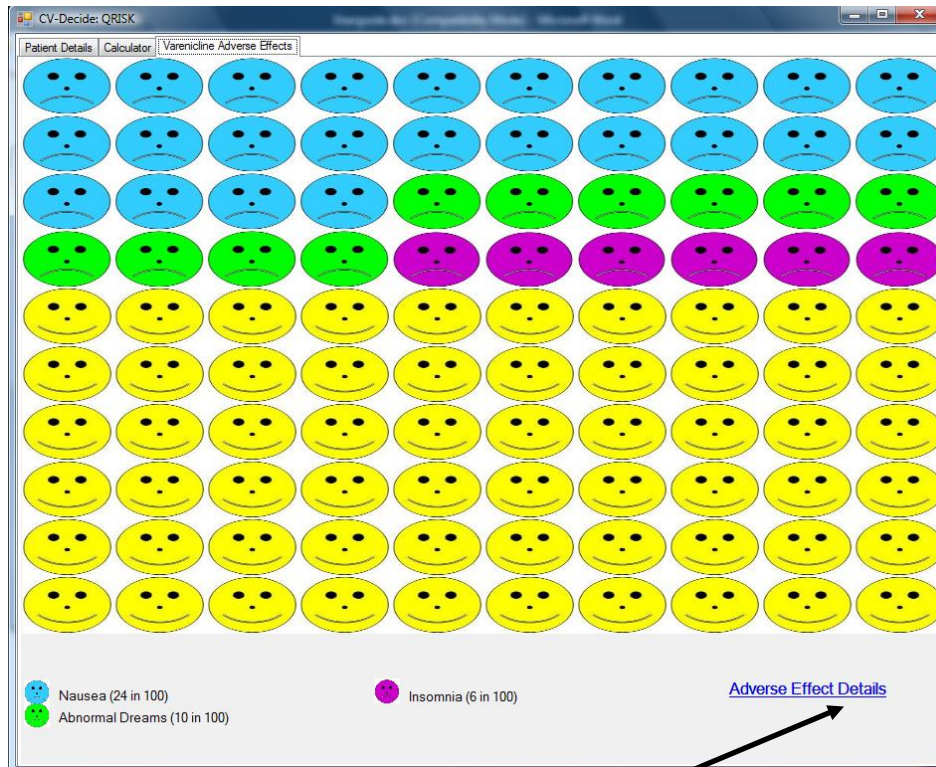 CV-Decide: QRISK
Patient Details Calculator Varenicline Adverse Effects
Nausea (24 in 100)
Abnormal Dreams (10 in 100)
Insomnia (6 in 100)
Adverse Effect Details